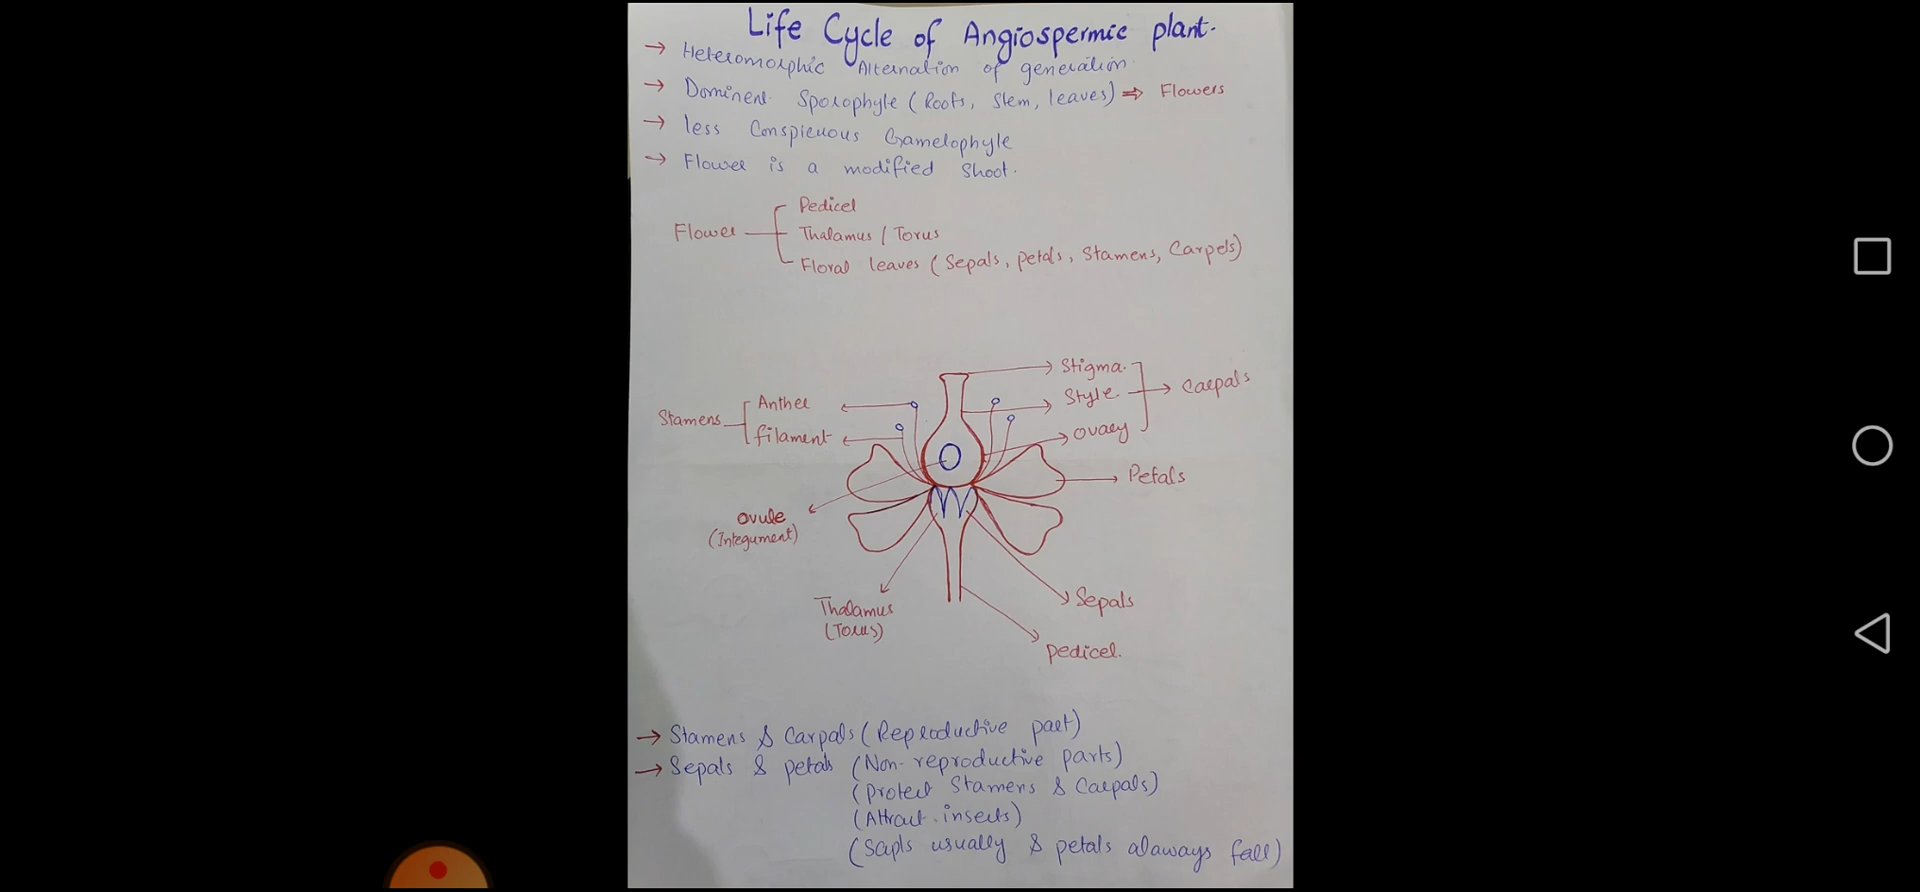 Life Cycle of Angiospermic plant.
→ Heteromorphic Alternation of generation.
→ Dominent Sporophyte (Roots, Stem, leaves) ⇒ Flowers
→ less Conspicuous Gametophyte
→ Flower is a modified Shoot.
Pedicel
Flower Thalamus / Torus
Floral leaves (Sepals, petals, Stamens, Carpels)
Stigma.
Style. Carpals
Stamens Anther
filament
Ovary
Petals
Ovule
(Integument)
Thalamus
(Torus)
Sepals
Pedicel.
→ Stamens & Carpals (Reproductive part)
→ Sepals & petals (Non-reproductive parts)
(Protect Stamens & Carpals)
(Attract insects)
(Sapls usually & petals alaways fall)